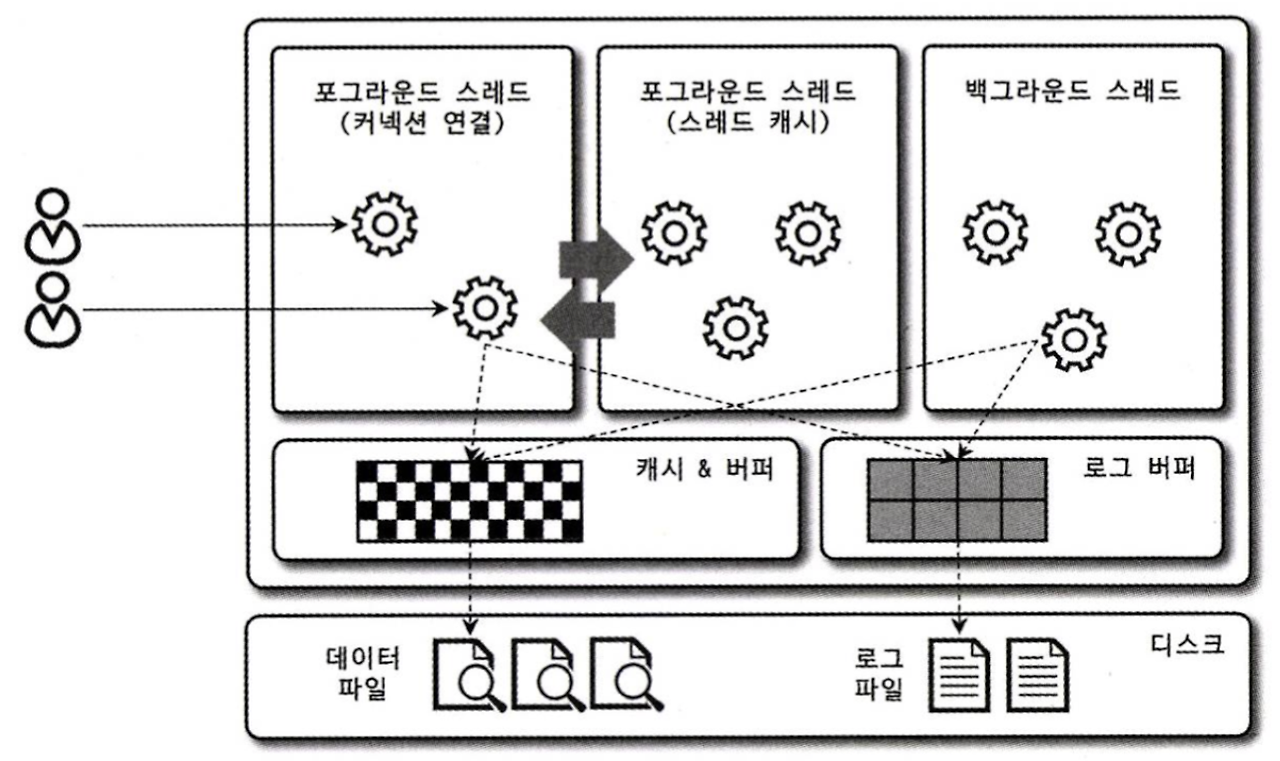 포그라운드 스레드
(커넥션 연결)
포그라운드 스레드
(스레드 캐시)
백그라운드 스레드
캐시 & 버퍼
로그 버퍼
데이터
파일
로그
파일
디스크